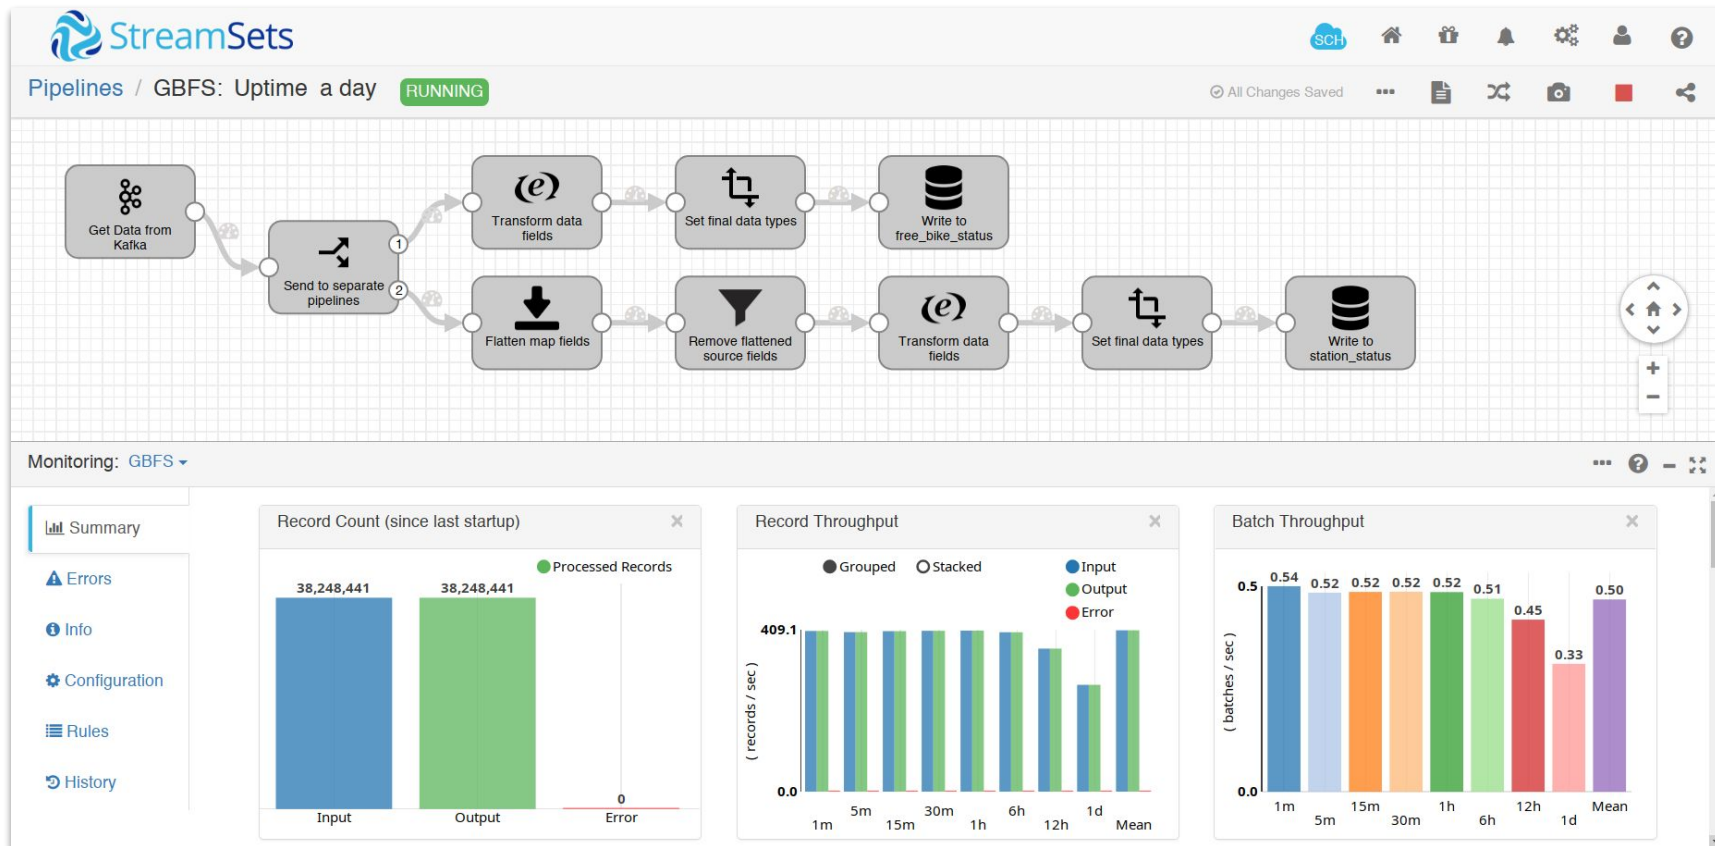 StreamSets
SCH
Pipelines / GBFS: Uptime a day RUNNING
All Changes Saved
Get Data from
Kafka
Send to separate
pipelines
1
2
Transform data
fields
Set final data types
Write to
free_bike_status
Flatten map fields
Remove flattened
source fields
Transform data
fields
Set final data types
Write to
station_status
Monitoring: GBFS
Summary
Errors
Info
Configuration
Rules
History
Record Count (since last startup)
Processed Records
38,248,441 38,248,441 0
Input Output Error
Record Throughput
Grouped Stacked
Input
Output
Error
409.1
( records / sec )
0.0
1m 5m 15m 30m 1h 6h 12h 1d Mean
Batch Throughput
0.5
0.54 0.52 0.52 0.52 0.52 0.51 0.45 0.33 0.50
( batches / sec )
0.0
1m 5m 15m 30m 1h 6h 12h 1d Mean